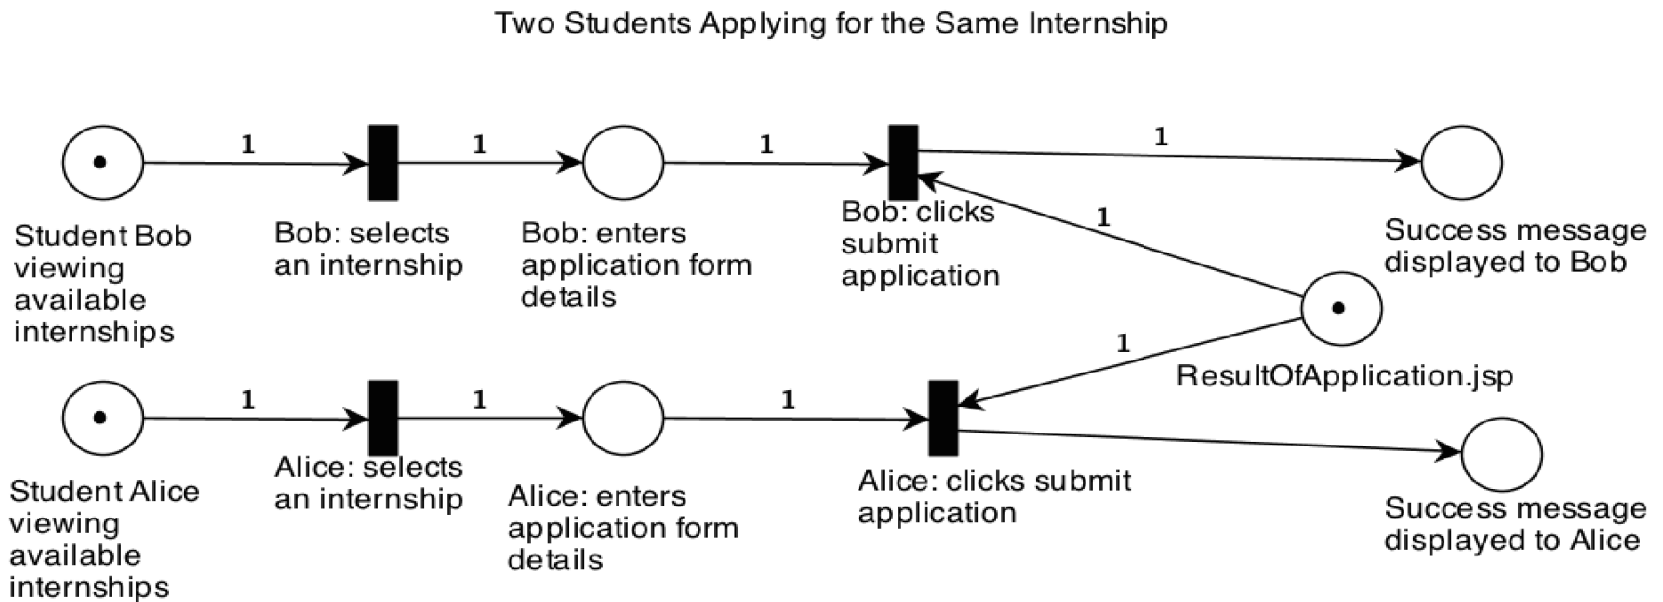 Two Students Applying for the Same Internship
1
1
1
1
Student Bob
viewing
available
internships
Bob: selects
an internship
Bob: enters
application form
details
Bob: clicks
submit
application
1
Success message
displayed to Bob
1
ResultOfApplication.jsp
1
1
1
Student Alice
viewing
available
internships
Alice: selects
an internship
Alice: enters
application form
details
Alice: clicks submit
application
Success message
displayed to Alice